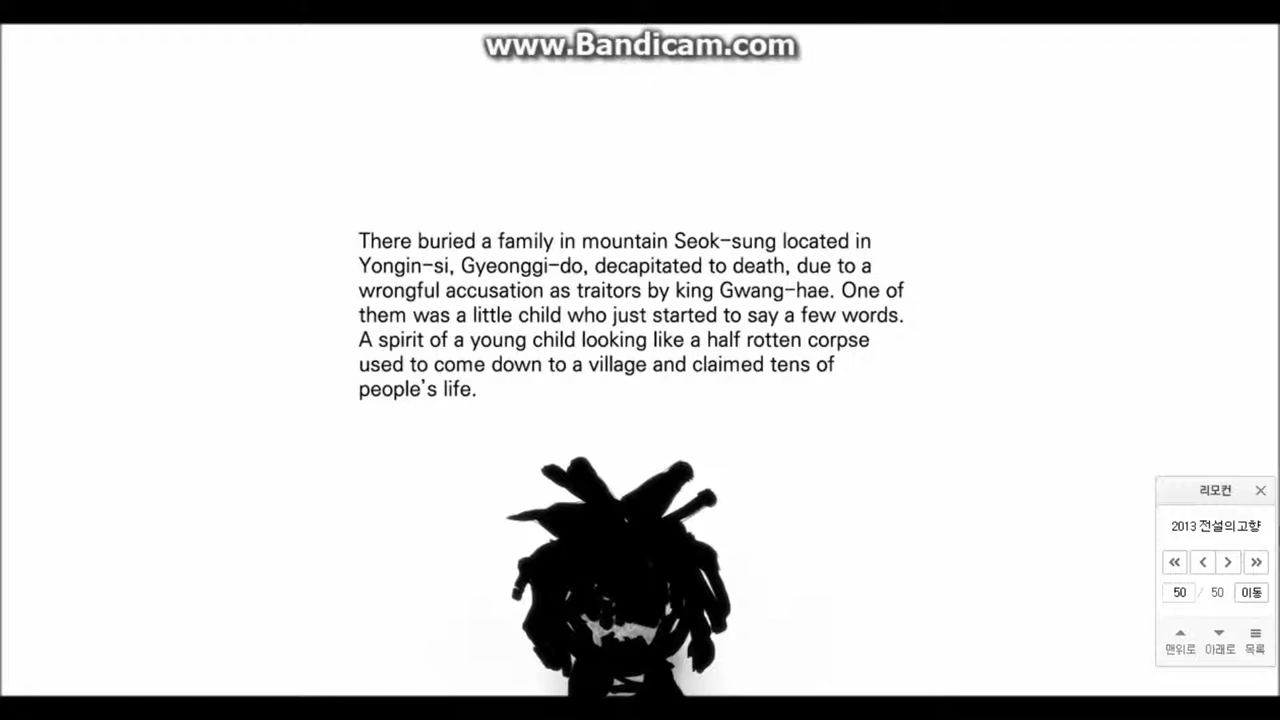 www.Bandicam.com
There buried a family in mountain Seok-sung located in
Yongin-si, Gyeonggi-do, decapitated to death, due to a
wrongful accusation as traitors by king Gwang-hae. One of
them was a little child who just started to say a few words.
A spirit of a young child looking like a half rotten corpse
used to come down to a village and claimed tens of
people's life.
리모컨
2013 전설의고향
50 / 50 이동
맨위로 아래로 목록